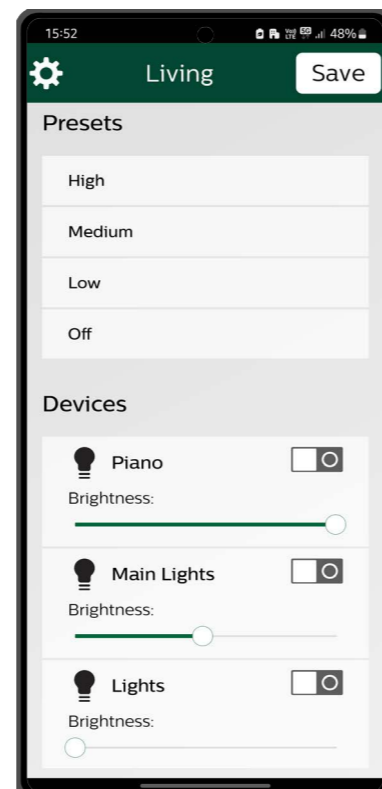 15:52 48%
Living Save
Presets
High
Medium
Low
Off
Devices
Piano
Brightness:
Main Lights
Brightness:
Lights
Brightness: